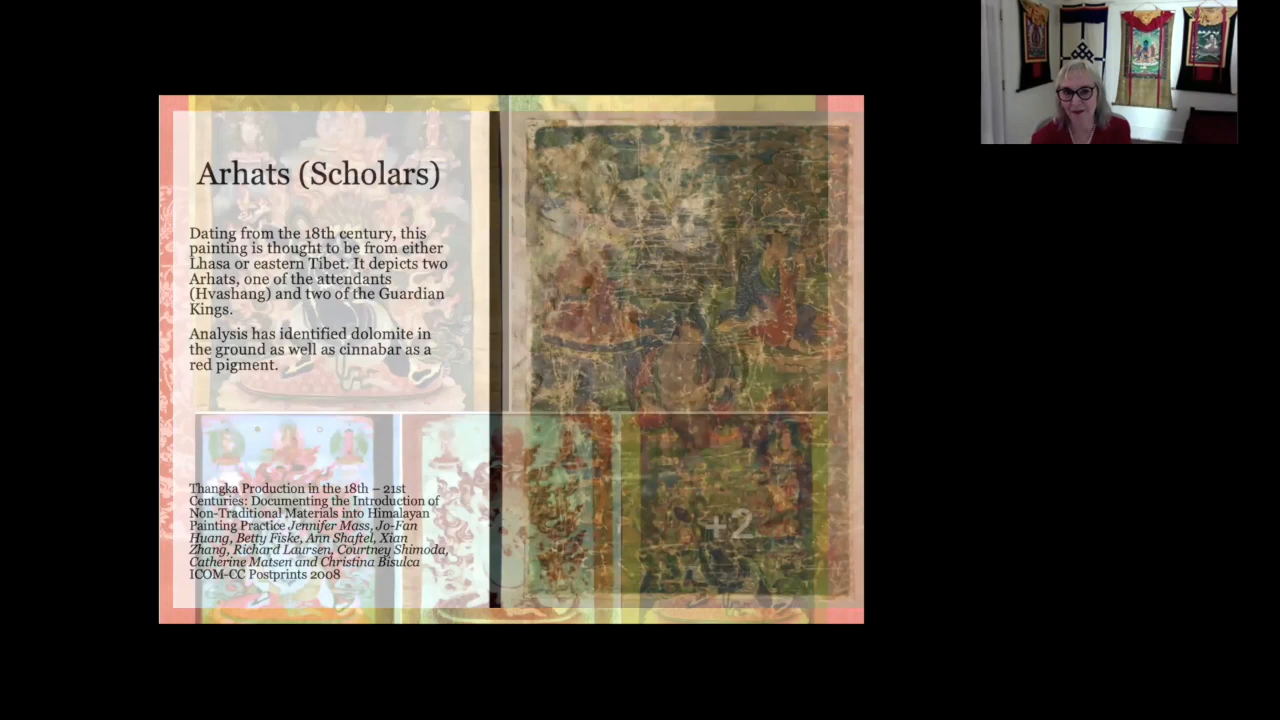 Arhats (Scholars)
Dating from the 18th century, this
painting is thought to be from either
Lhasa or eastern Tibet. It depicts two
Arhats, one of the attendants
(Hvashang) and two of the Guardian
Kings.
Analysis has identified dolomite in
the ground as well as cinnabar as a
red pigment.
Thangka Production in the 18th – 21st
Centuries: Documenting the Introduction of
Non-Traditional Materials into Himalayan
Painting Practice Jennifer Mass, Jo-Fan
Huang, Betty Fiske, Ann Shaftel, Xian
Zhang, Richard Laursen, Courtney Shimoda,
Catherine Matsen and Christina Bisulca
ICOM-CC Postprints 2008
+2